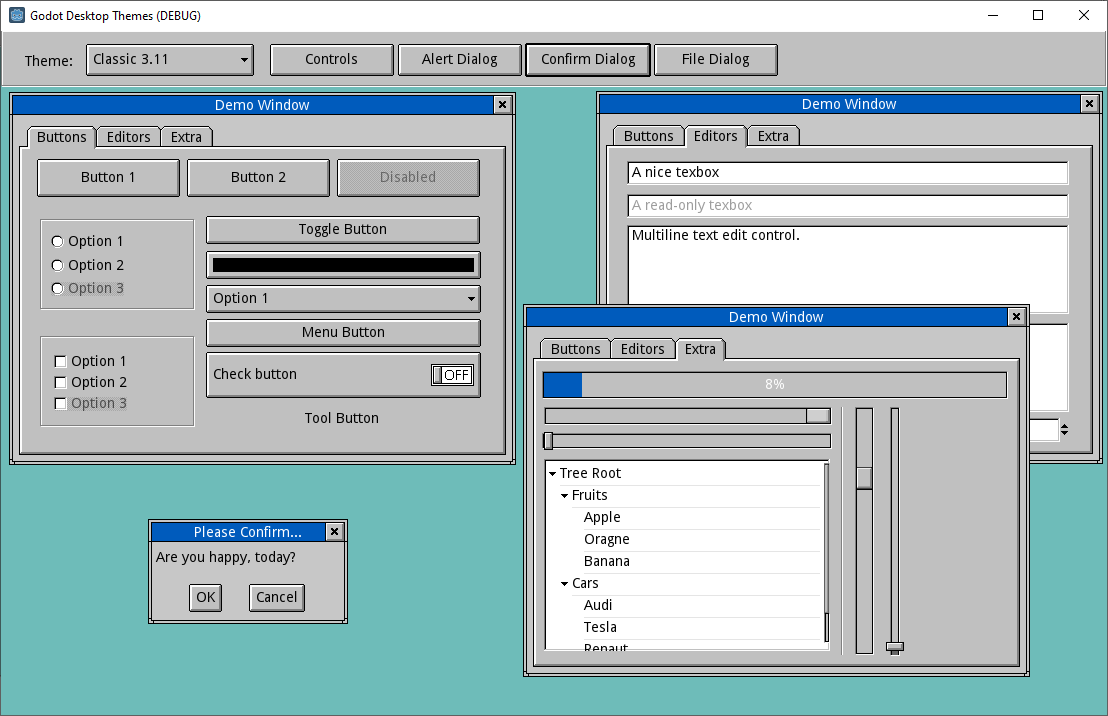 Godot Desktop Themes (DEBUG)
Theme: Classic 3.11 Controls Alert Dialog Confirm Dialog File Dialog
Demo Window
Buttons Editors Extra
Button 1 Button 2 Disabled
Option 1
Option 2
Option 3
Toggle Button
Option 1
Menu Button
Check button OFF
Tool Button
Option 1
Option 2
Option 3
Demo Window
Buttons Editors Extra
A nice texbox
A read-only texbox
Multiline text edit control.
Demo Window
Buttons Editors Extra
8%
Tree Root
Fruits
Apple
Oragne
Banana
Cars
Audi
Tesla
Renaut
Please Confirm...
Are you happy, today?
OK Cancel